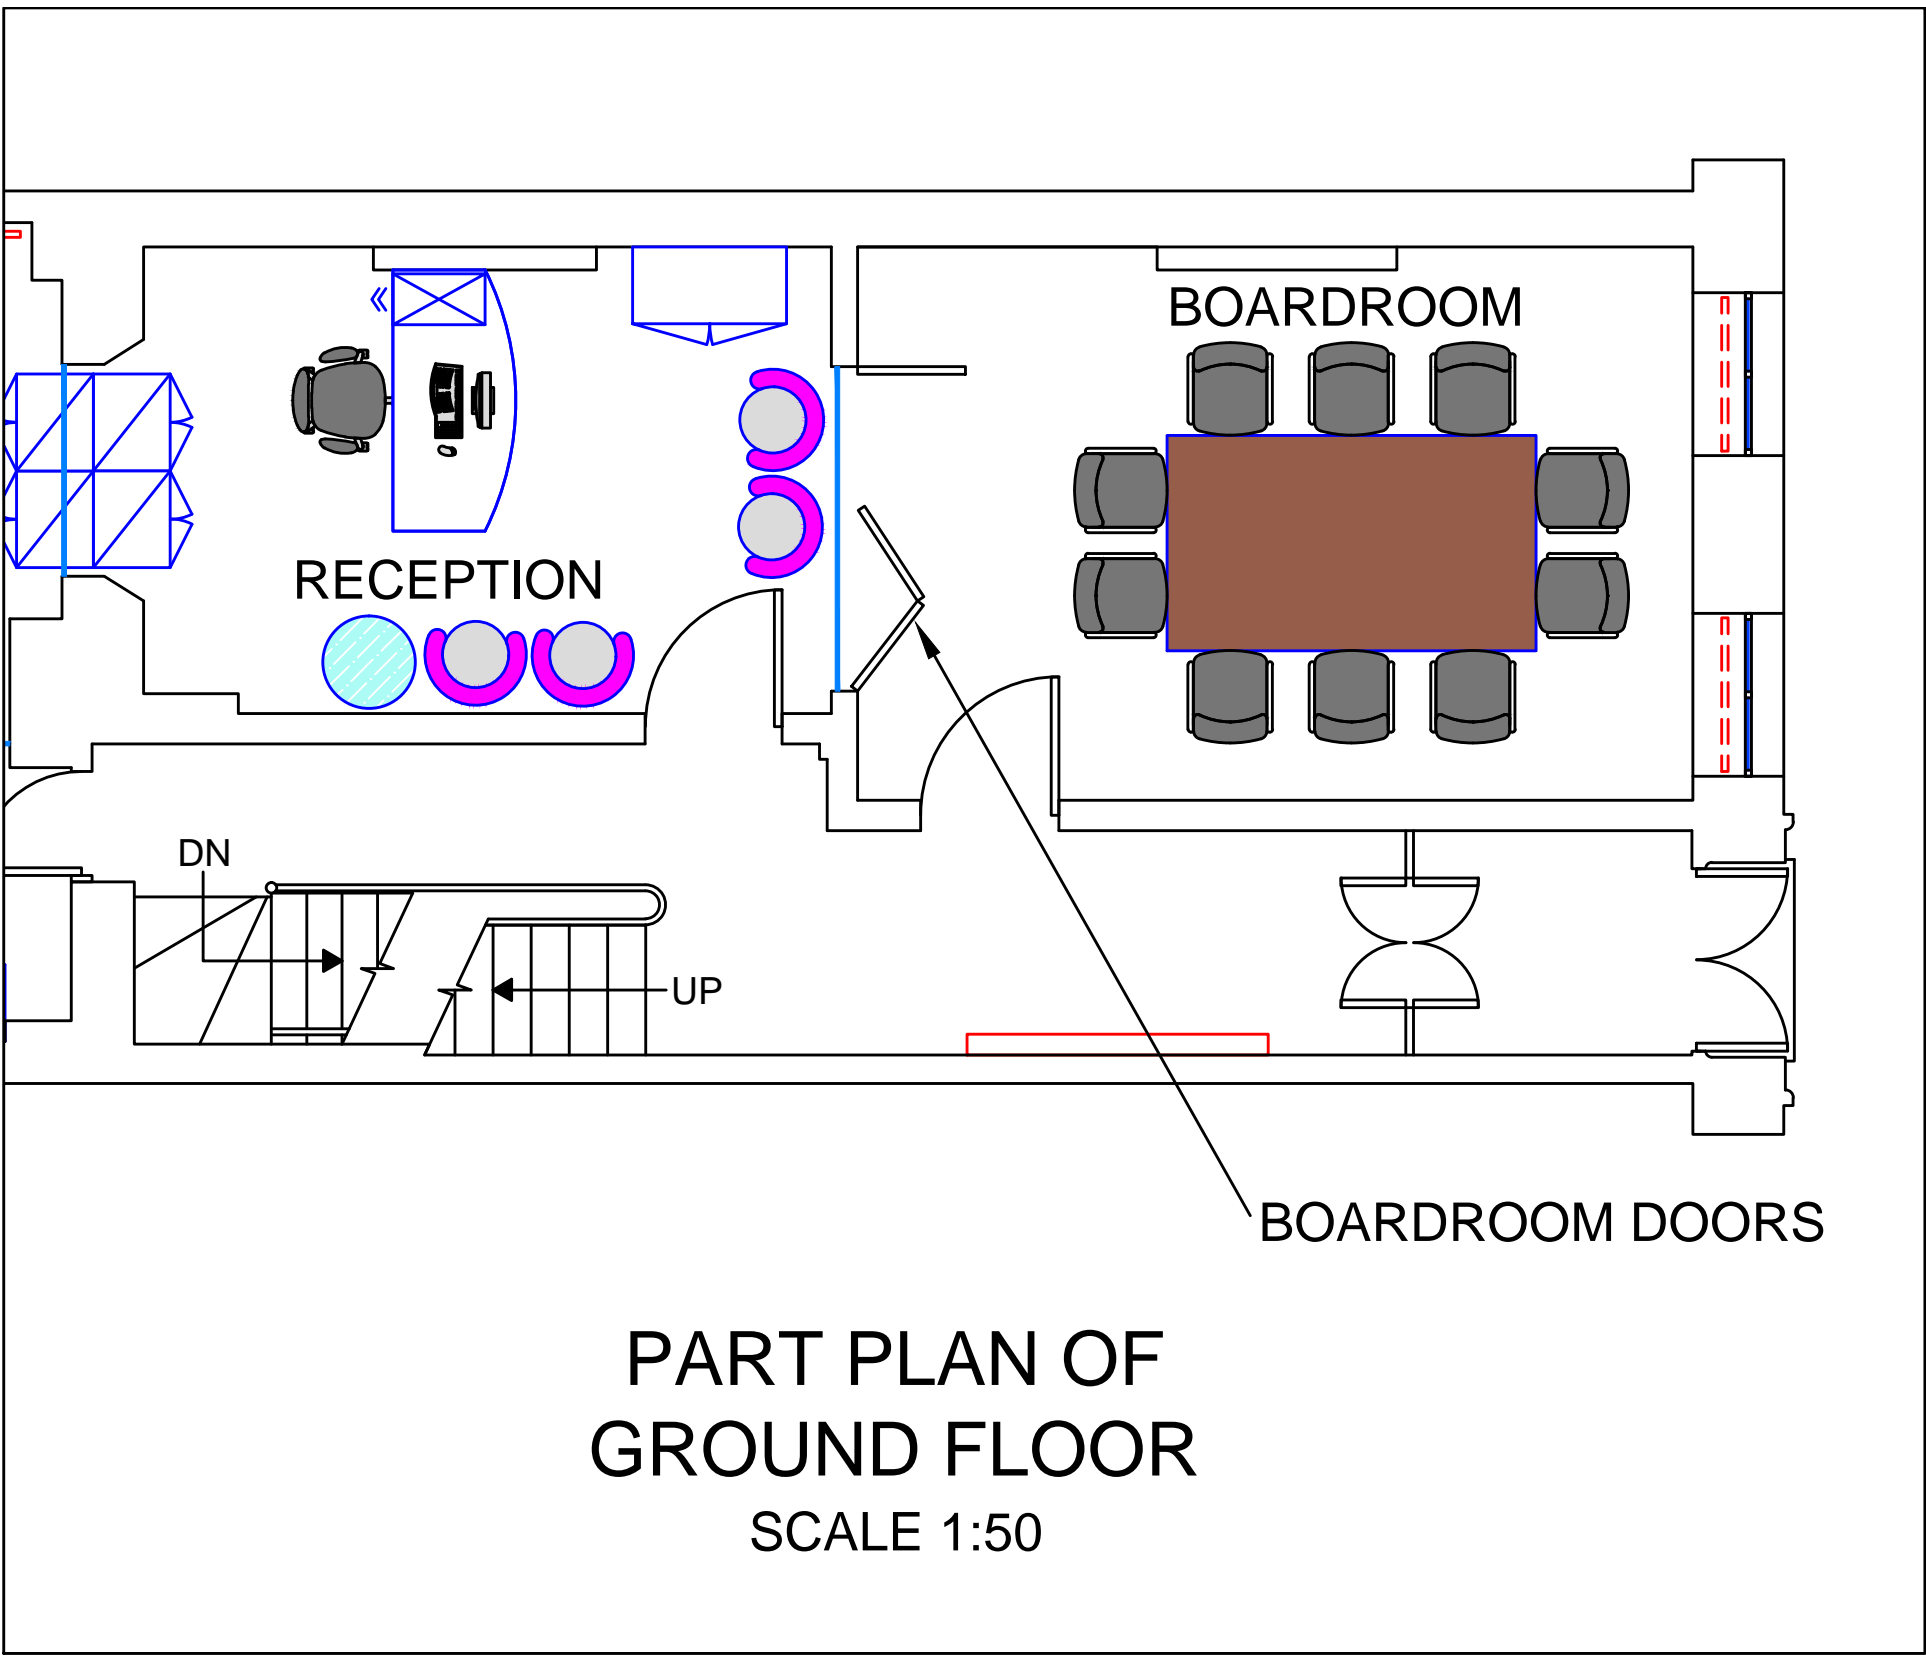 BOARDROOM
RECEPTION
DN
UP
BOARDROOM DOORS
PART PLAN OF
GROUND FLOOR
SCALE 1:50